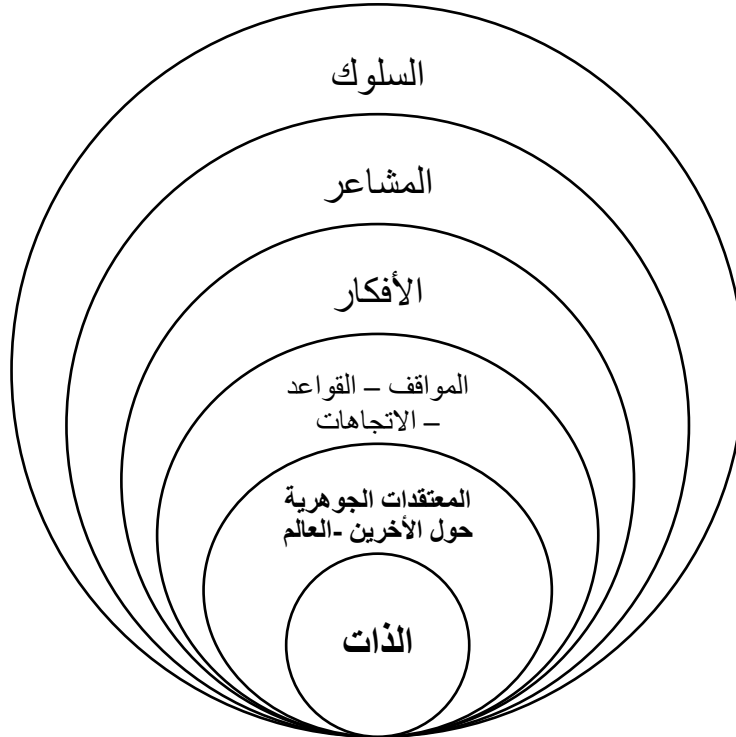 السلوك
المشاعر
الأفكار
المواقف – القواعد
– الاتجاهات
المعتقدات الجوهرية
حول الأخرين -العالم
الذات